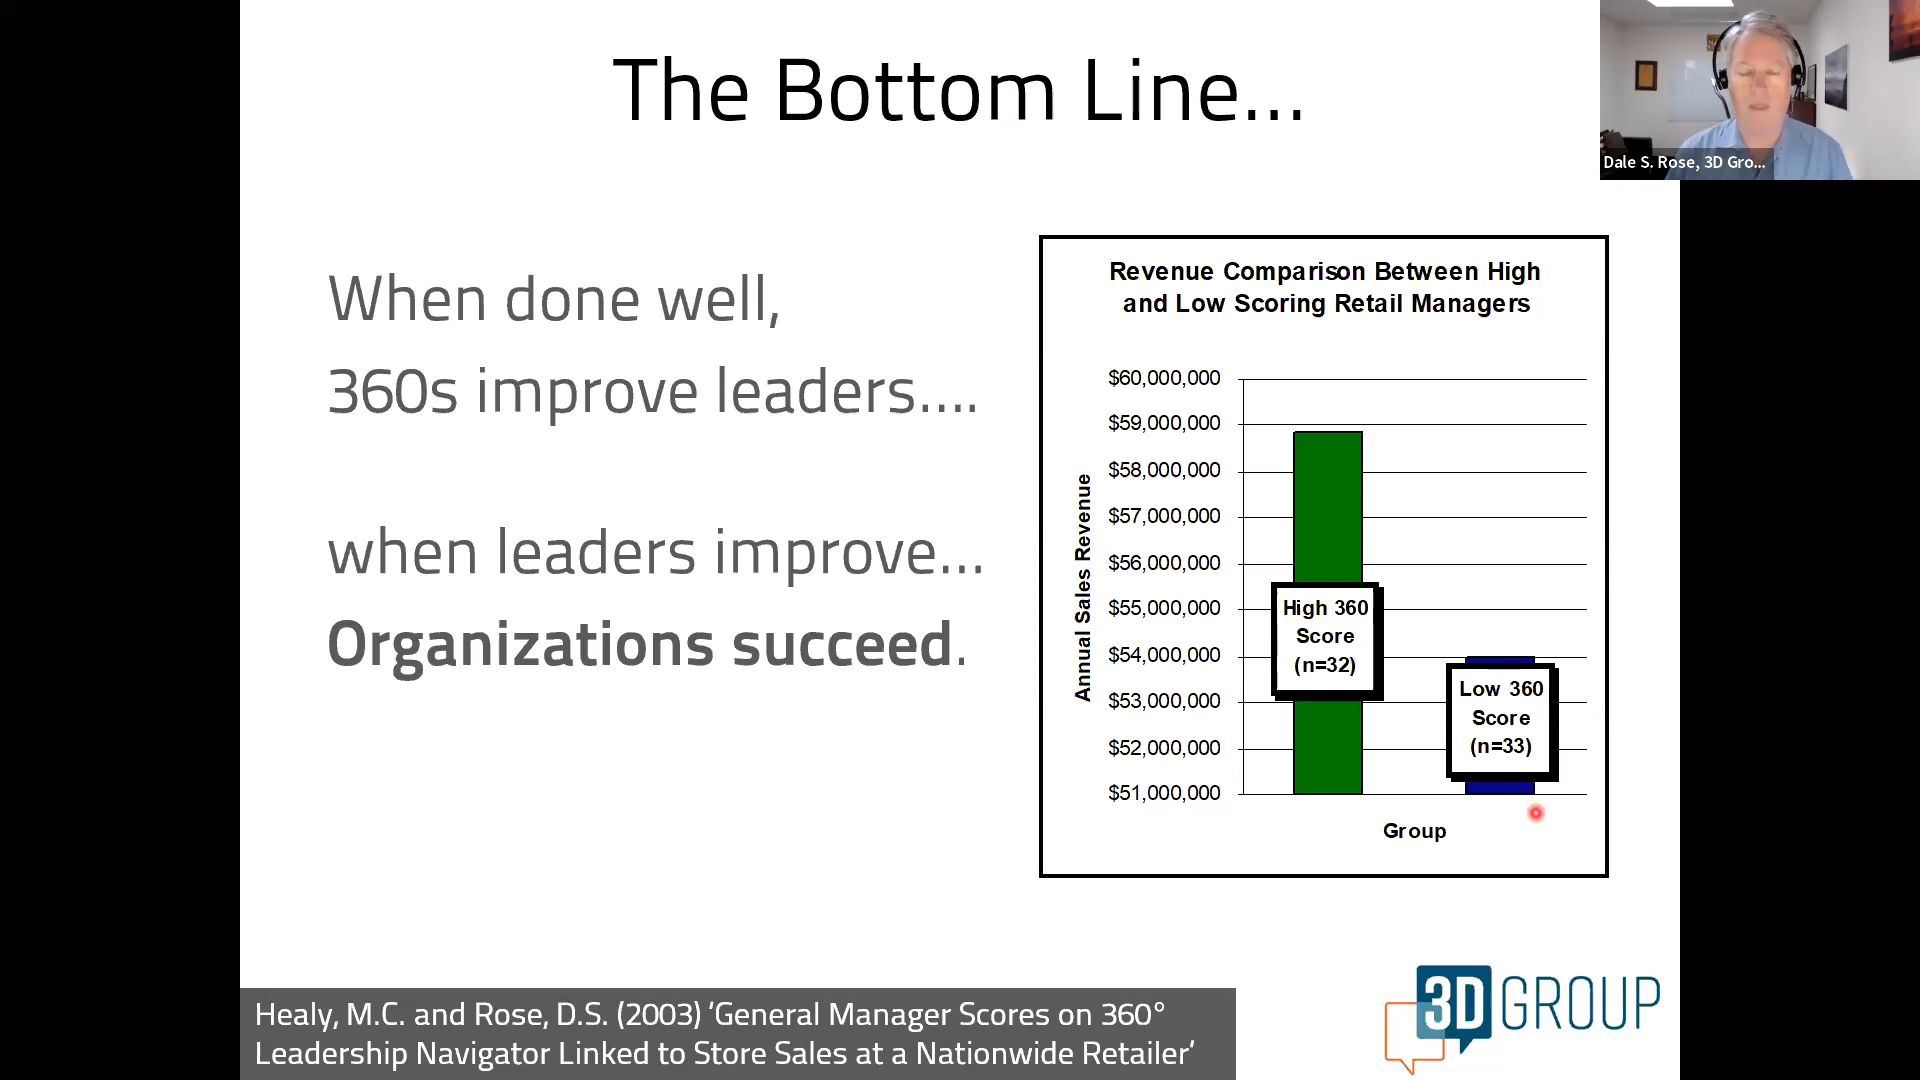 The Bottom Line...
Dale S. Rose, 3D Gro...
When done well,
360s improve leaders....
when leaders improve...
Organizations succeed.
Revenue Comparison Between High
and Low Scoring Retail Managers
Annual Sales Revenue
$60,000,000
$59,000,000
$58,000,000
$57,000,000
$56,000,000
$55,000,000
$54,000,000
$53,000,000
$52,000,000
$51,000,000
High 360
Score
(n=32)
Low 360
Score
(n=33)
Group
Healy, M.C. and Rose, D.S. (2003) ‘General Manager Scores on 360°
Leadership Navigator Linked to Store Sales at a Nationwide Retailer’
3D GROUP